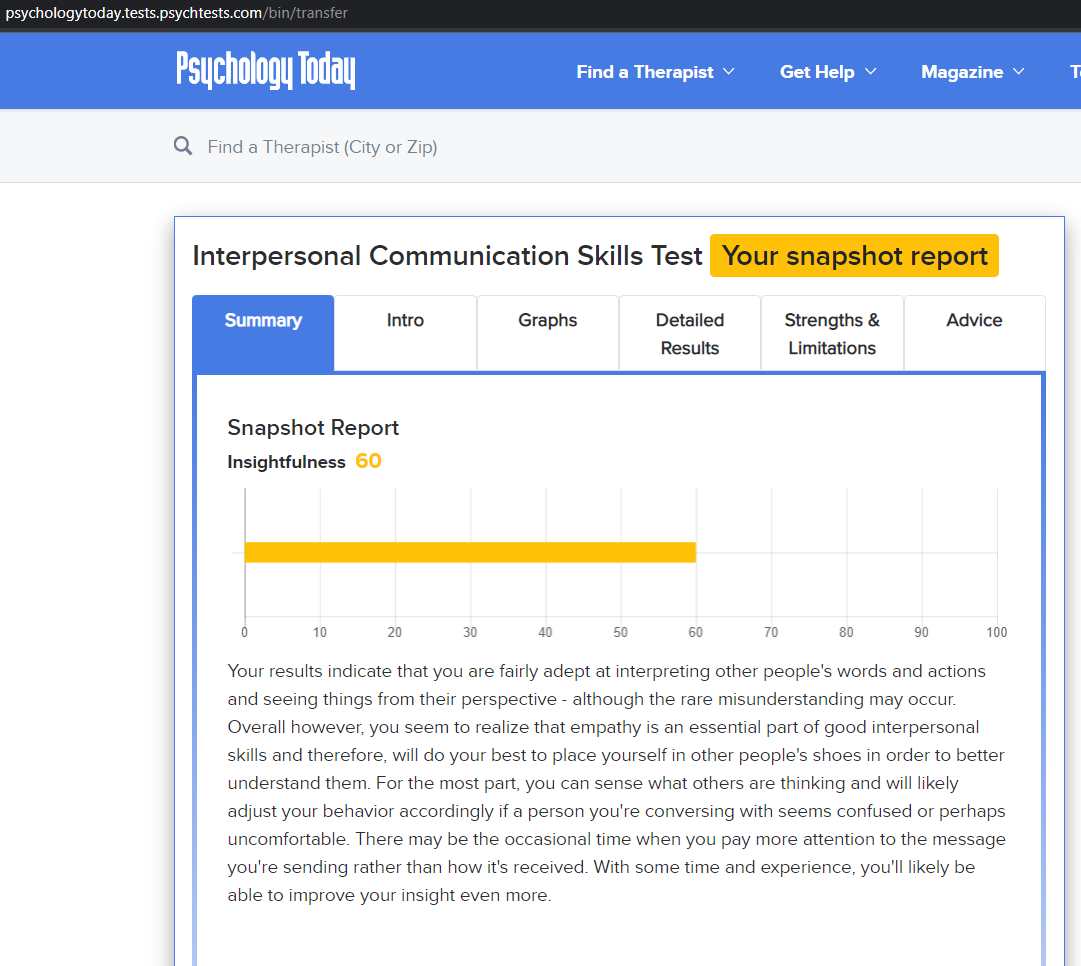 psychologytoday.tests.psychtests.com/bin/transfer
Psychology Today
Find a Therapist
Get Help
Magazine
Find a Therapist (City or Zip)
Interpersonal Communication Skills Test Your snapshot report
Summary
Intro
Graphs
Detailed
Results
Strengths &
Limitations
Advice
Snapshot Report
Insightfulness 60
0 10 20 30 40 50 60 70 80 90 100
Your results indicate that you are fairly adept at interpreting other people's words and actions
and seeing things from their perspective - although the rare misunderstanding may occur.
Overall however, you seem to realize that empathy is an essential part of good interpersonal
skills and therefore, will do your best to place yourself in other people's shoes in order to better
understand them. For the most part, you can sense what others are thinking and will likely
adjust your behavior accordingly if a person you're conversing with seems confused or perhaps
uncomfortable. There may be the occasional time when you pay more attention to the message
you're sending rather than how it's received. With some time and experience, you'll likely be
able to improve your insight even more.